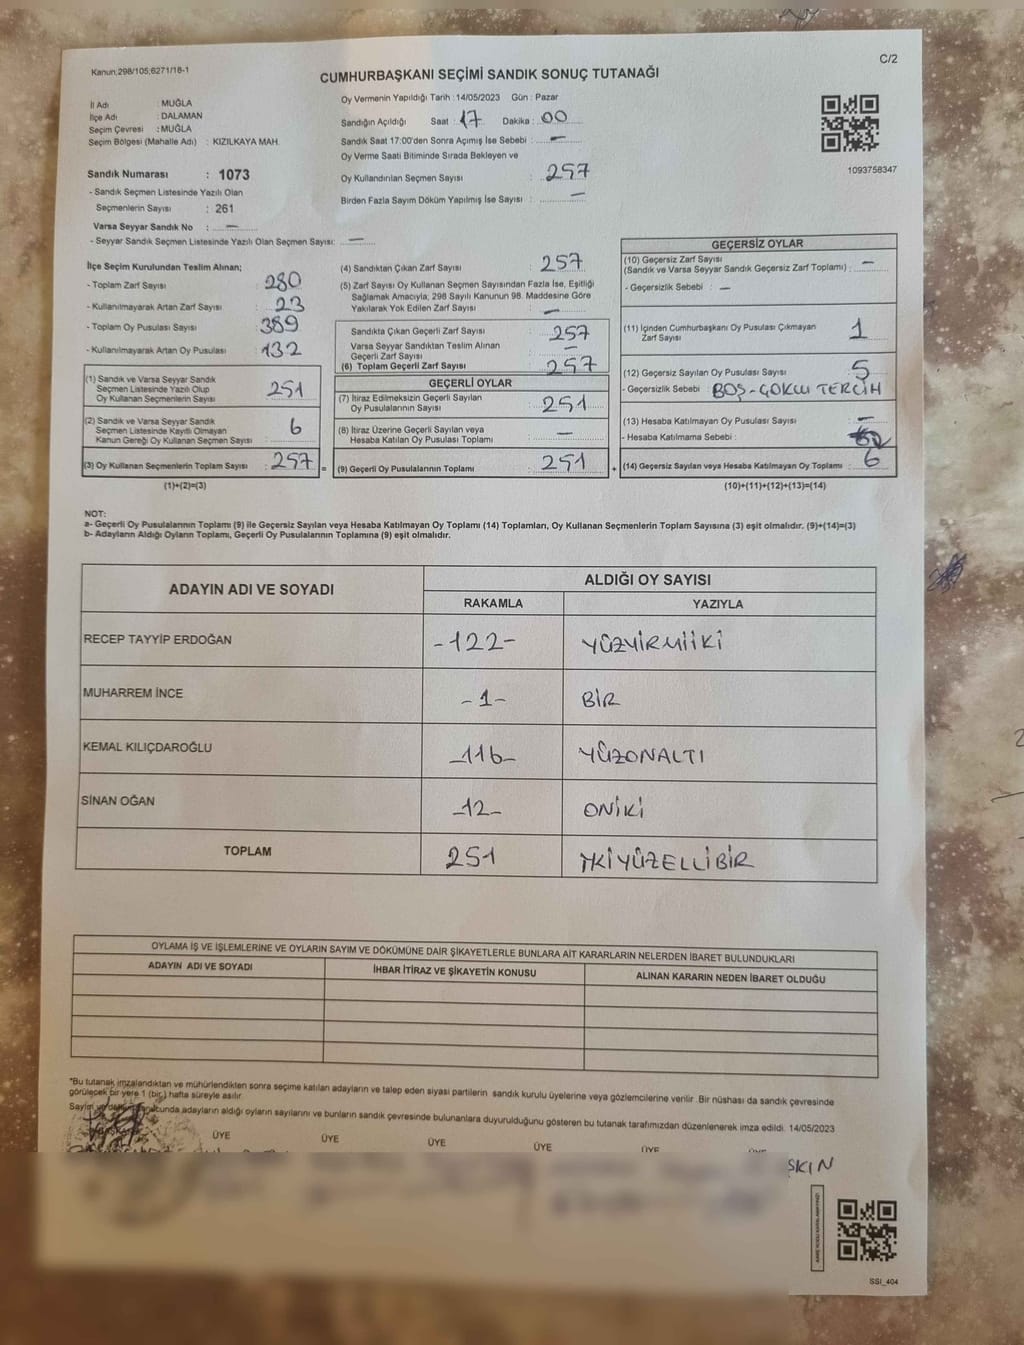 Kanun;298/105;6271/18-1
C/2
CUMHURBAŞKANI SEÇİMİ SANDIK SONUÇ TUTANAĞI
İl Adı : MUĞLA
İlçe Adı : DALAMAN
Seçim Çevresi : MUĞLA
Seçim Bölgesi (Mahalle Adı) : KIZILKAYA MAH.
Oy Vermenin Yapıldığı Tarih : 14/05/2023 Gün : Pazar
Sandığın Açıldığı Saat : 17 Dakika : 00
Sandık Saat 17:00'den Sonra Açılmış İse Sebebi : —
Oy Verme Saati Bitiminde Sırada Bekleyen ve
Oy Kullandırılan Seçmen Sayısı : 257
Birden Fazla Sayım Döküm Yapılmış İse Sayısı : —
1093758347
Sandık Numarası : 1073
- Sandık Seçmen Listesinde Yazılı Olan
Seçmenlerin Sayısı : 261
Varsa Seyyar Sandık No : —
- Seyyar Sandık Seçmen Listesinde Yazılı Olan Seçmen Sayısı: —
İlçe Seçim Kurulundan Teslim Alınan;
- Toplam Zarf Sayısı : 280
- Kullanılmayarak Artan Zarf Sayısı : 23
- Toplam Oy Pusulası Sayısı : 389
- Kullanılmayarak Artan Oy Pusulası : 132
(1) Sandık ve Varsa Seyyar Sandık
Seçmen Listesinde Yazılı Olup
Oy Kullanan Seçmenlerin Sayısı : 251
(2) Sandık ve Varsa Seyyar Sandık
Seçmen Listesinde Kayıtlı Olmayan
Kanun Gereği Oy Kullanan Seçmen Sayısı : 6
(3) Oy Kullanan Seçmenlerin Toplam Sayısı : 257 =
(1)+(2)=(3)
(4) Sandıktan Çıkan Zarf Sayısı : 257
(5) Zarf Sayısı Oy Kullanan Seçmen Sayısından Fazla İse, Eşitliği
Sağlamak Amacıyla; 298 Sayılı Kanunun 98. Maddesine Göre
Yakılarak Yok Edilen Zarf Sayısı : —
Sandıkta Çıkan Geçerli Zarf Sayısı : 257
Varsa Seyyar Sandıktan Teslim Alınan
Geçerli Zarf Sayısı : —
(6) Toplam Geçerli Zarf Sayısı : 257
GEÇERLİ OYLAR
(7) İtiraz Edilmeksizin Geçerli Sayılan
Oy Pusulalarının Sayısı : 251
(8) İtiraz Üzerine Geçerli Sayılan veya
Hesaba Katılan Oy Pusulası Toplamı : —
(9) Geçerli Oy Pusulalarının Toplamı : 251 +
GEÇERSİZ OYLAR
(10) Geçersiz Zarf Sayısı
(Sandık ve Varsa Seyyar Sandık Geçersiz Zarf Toplamı) : —
- Geçersizlik Sebebi : —
(11) İçinden Cumhurbaşkanı Oy Pusulası Çıkmayan
Zarf Sayısı : 1
(12) Geçersiz Sayılan Oy Pusulası Sayısı : 5
- Geçersizlik Sebebi : BOŞ-ÇOKLU TERCİH
(13) Hesaba Katılmayan Oy Pusulası Sayısı : —
- Hesaba Katılmama Sebebi :
(14) Geçersiz Sayılan veya Hesaba Katılmayan Oy Toplamı : 6
(10)+(11)+(12)+(13)=(14)
NOT:
a- Geçerli Oy Pusulalarının Toplamı (9) ile Geçersiz Sayılan veya Hesaba Katılmayan Oy Toplamı (14) Toplamları, Oy Kullanan Seçmenlerin Toplam Sayısına (3) eşit olmalıdır. (9)+(14)=(3)
b- Adayların Aldığı Oyların Toplamı, Geçerli Oy Pusulalarının Toplamına (9) eşit olmalıdır.
ADAYIN ADI VE SOYADI
ALDIĞI OY SAYISI
RAKAMLA YAZIYLA
RECEP TAYYİP ERDOĞAN -122- YÜZYİRMİİKİ
MUHARREM İNCE -1- BİR
KEMAL KILIÇDAROĞLU -116- YÜZONALTI
SİNAN OĞAN -12- ONİKİ
TOPLAM 251 İKİYÜZELLİBİR
OYLAMA İŞ VE İŞLEMLERİNE VE OYLARIN SAYIM VE DÖKÜMÜNE DAİR ŞİKAYETLERLE BUNLARA AİT KARARLARIN NELERDEN İBARET BULUNDUKLARI
ADAYIN ADI VE SOYADI İHBAR İTİRAZ VE ŞİKAYETİN KONUSU ALINAN KARARIN NEDEN İBARET OLDUĞU
*Bu tutanak imzalandıktan ve mühürlendikten sonra seçime katılan adayların ve talep eden siyasi partilerin sandık kurulu üyelerine veya gözlemcilerine verilir. Bir nüshası da sandık çevresinde
görülecek bir yere 1 (bir) hafta süreyle asılır.
Sayım ve adayların aldığı oyların sayılarını ve bunların sandık çevresinde bulunanlara duyurulduğunu gösteren bu tutanak tarafımızdan düzenlenerek imza edildi. 14/05/2023
ÜYE ÜYE ÜYE ÜYE ÜYE
SKIN
SSI_404